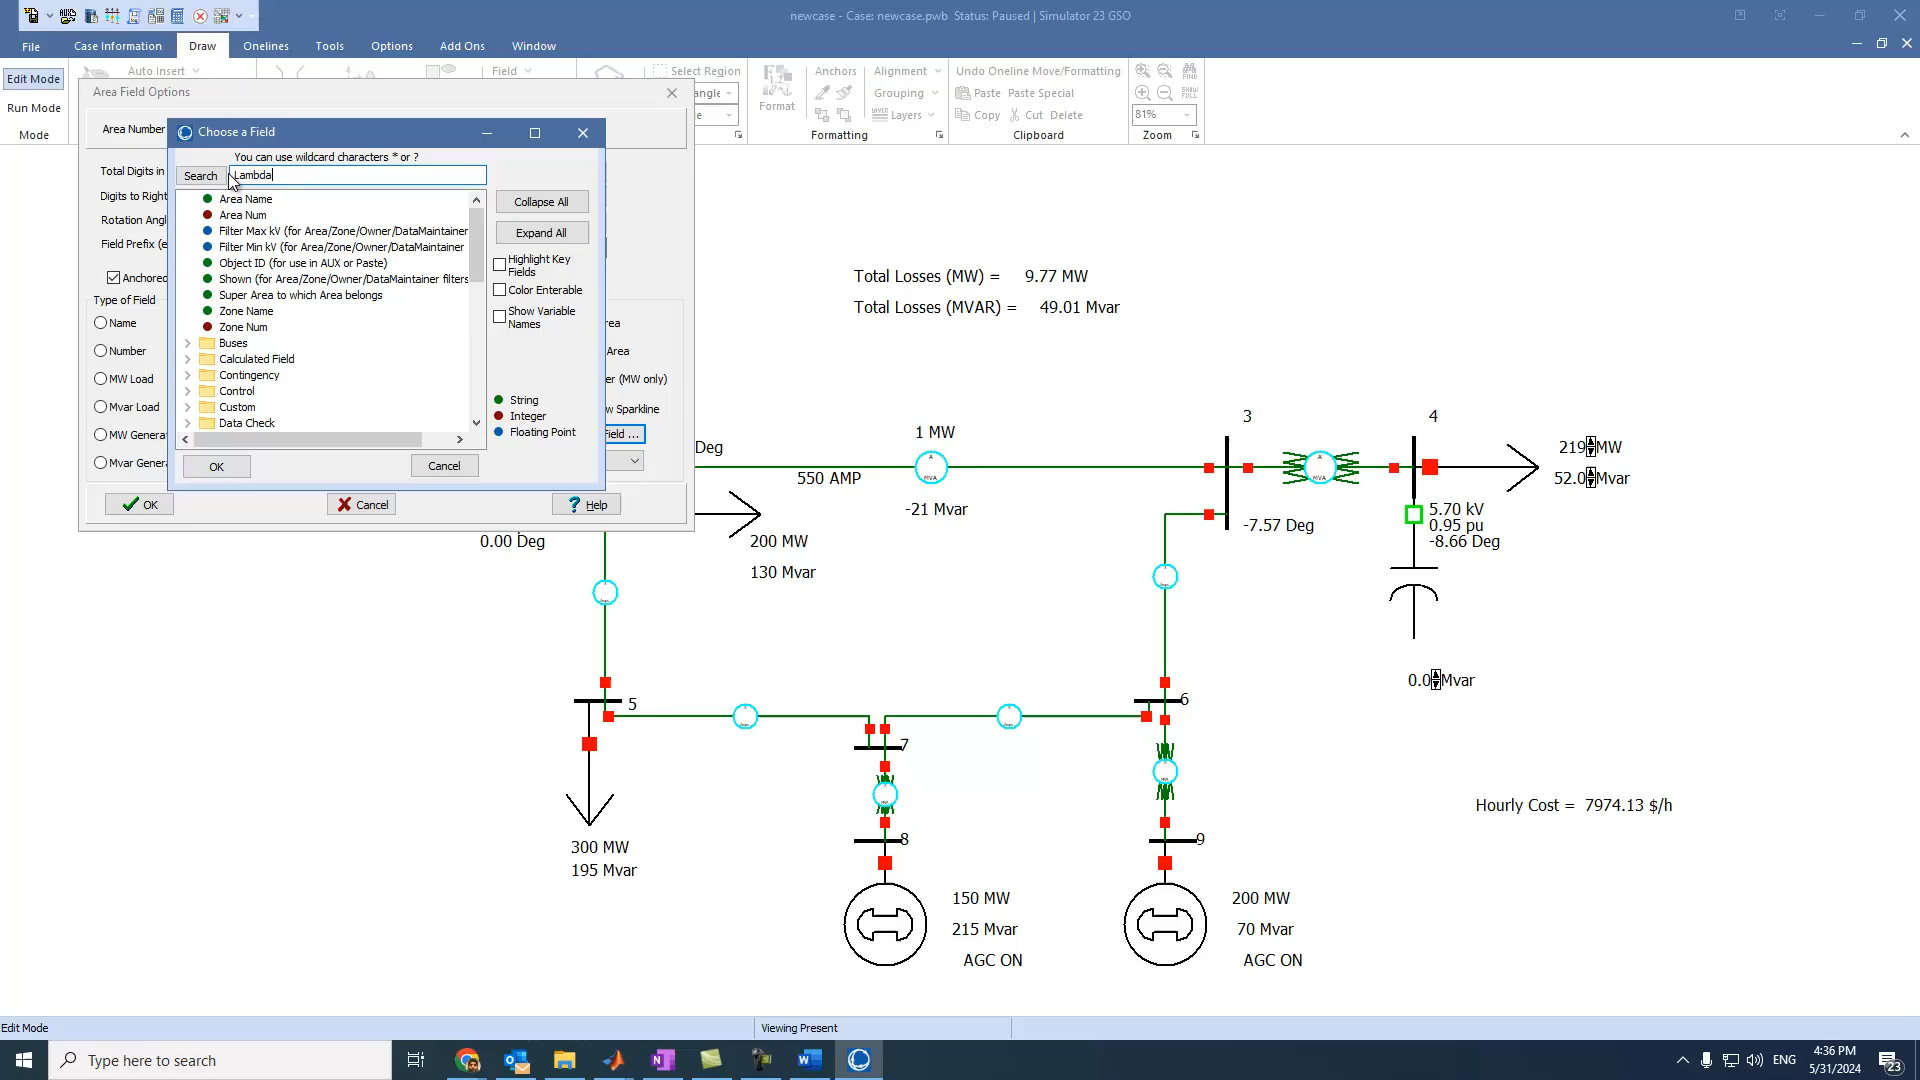 newcase - Case: newcase.pwb Status: Paused | Simulator 23 GSO
File Case Information Draw Onelines Tools Options Add Ons Window
Edit Mode
Run Mode
Mode
Auto Insert
Field
Select Region
Format
Formatting
Anchors
Alignment
Grouping
Layers
Undo Oneline Move/Formatting
Paste Paste Special
Copy Cut Delete
Clipboard
81%
Zoom
FIND
SHOW FULL
Area Field Options
Area Number
Total Digits in
Digits to Right
Rotation Angl
Field Prefix (e
Anchored
Type of Field
Name
Number
MW Load
Mvar Load
MW Genera
Mvar Gener
rea
Area
er (MW only)
w Sparkline
Field ...
OK
Cancel
? Help
Choose a Field
You can use wildcard characters * or ?
Search
Lambda
Area Name
Area Num
Filter Max kV (for Area/Zone/Owner/DataMaintainer
Filter Min kV (for Area/Zone/Owner/DataMaintainer
Object ID (for use in AUX or Paste)
Shown (for Area/Zone/Owner/DataMaintainer filters
Super Area to which Area belongs
Zone Name
Zone Num
Buses
Calculated Field
Contingency
Control
Custom
Data Check
Collapse All
Expand All
Highlight Key Fields
Color Enterable
Show Variable Names
String
Integer
Floating Point
OK
Cancel
Total Losses (MW) = 9.77 MW
Total Losses (MVAR) = 49.01 Mvar
Deg
1 MW
A
MVA
550 AMP
-21 Mvar
3
A
MVA
4
219 MW
52.0 Mvar
5.70 kV
0.95 pu
-8.66 Deg
-7.57 Deg
0.00 Deg
200 MW
130 Mvar
0.0 Mvar
5
6
7
8
9
300 MW
195 Mvar
150 MW
215 Mvar
AGC ON
200 MW
70 Mvar
AGC ON
Hourly Cost = 7974.13 $/h
Edit Mode
Viewing Present
Type here to search
ENG
4:36 PM
5/31/2024
23